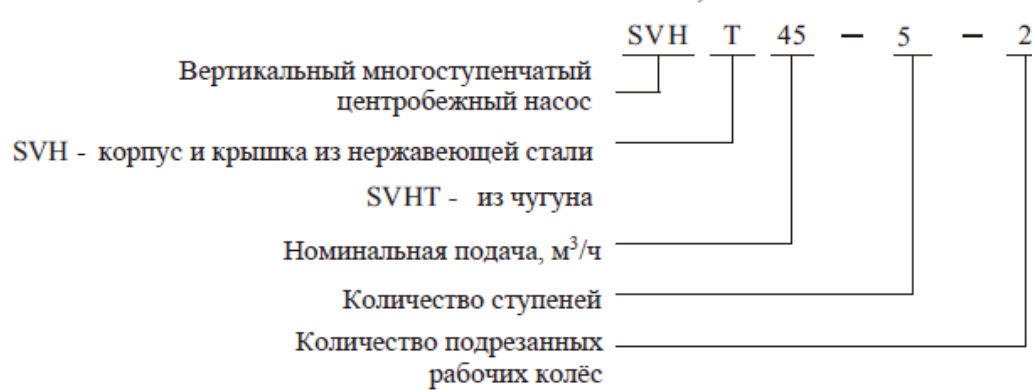 SVH T 45 — 5 — 2
Вертикальный многоступенчатый
центробежный насос
SVH - корпус и крышка из нержавеющей стали
SVHT - из чугуна
Номинальная подача, м³/ч
Количество ступеней
Количество подрезанных
рабочих колёс